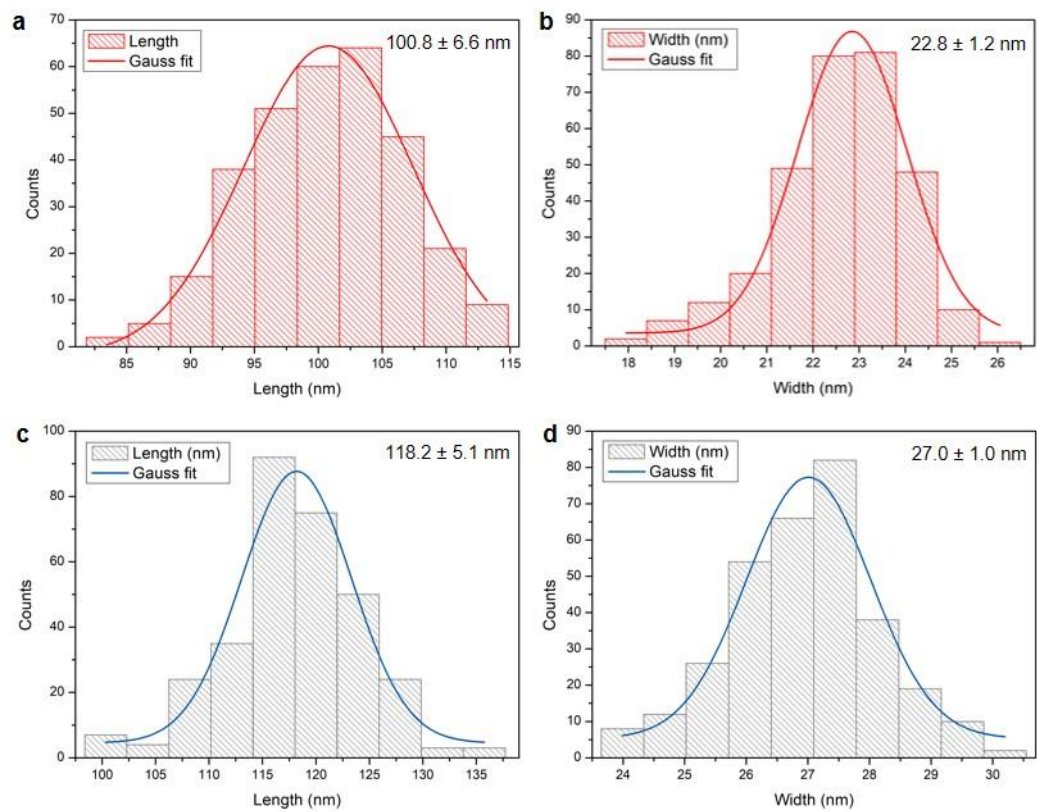 a
Length
Gauss fit
100.8 ± 6.6 nm
70
60
50
40
30
20
10
0
Counts
85 90 95 100 105 110 115
Length (nm)
b
Width (nm)
Gauss fit
22.8 ± 1.2 nm
90
80
70
60
50
40
30
20
10
0
Counts
18 19 20 21 22 23 24 25 26
Width (nm)
c
Length (nm)
Gauss fit
118.2 ± 5.1 nm
100
80
60
40
20
0
Counts
100 105 110 115 120 125 130 135
Length (nm)
d
Width (nm)
Gauss fit
27.0 ± 1.0 nm
90
80
70
60
50
40
30
20
10
0
Counts
24 25 26 27 28 29 30
Width (nm)